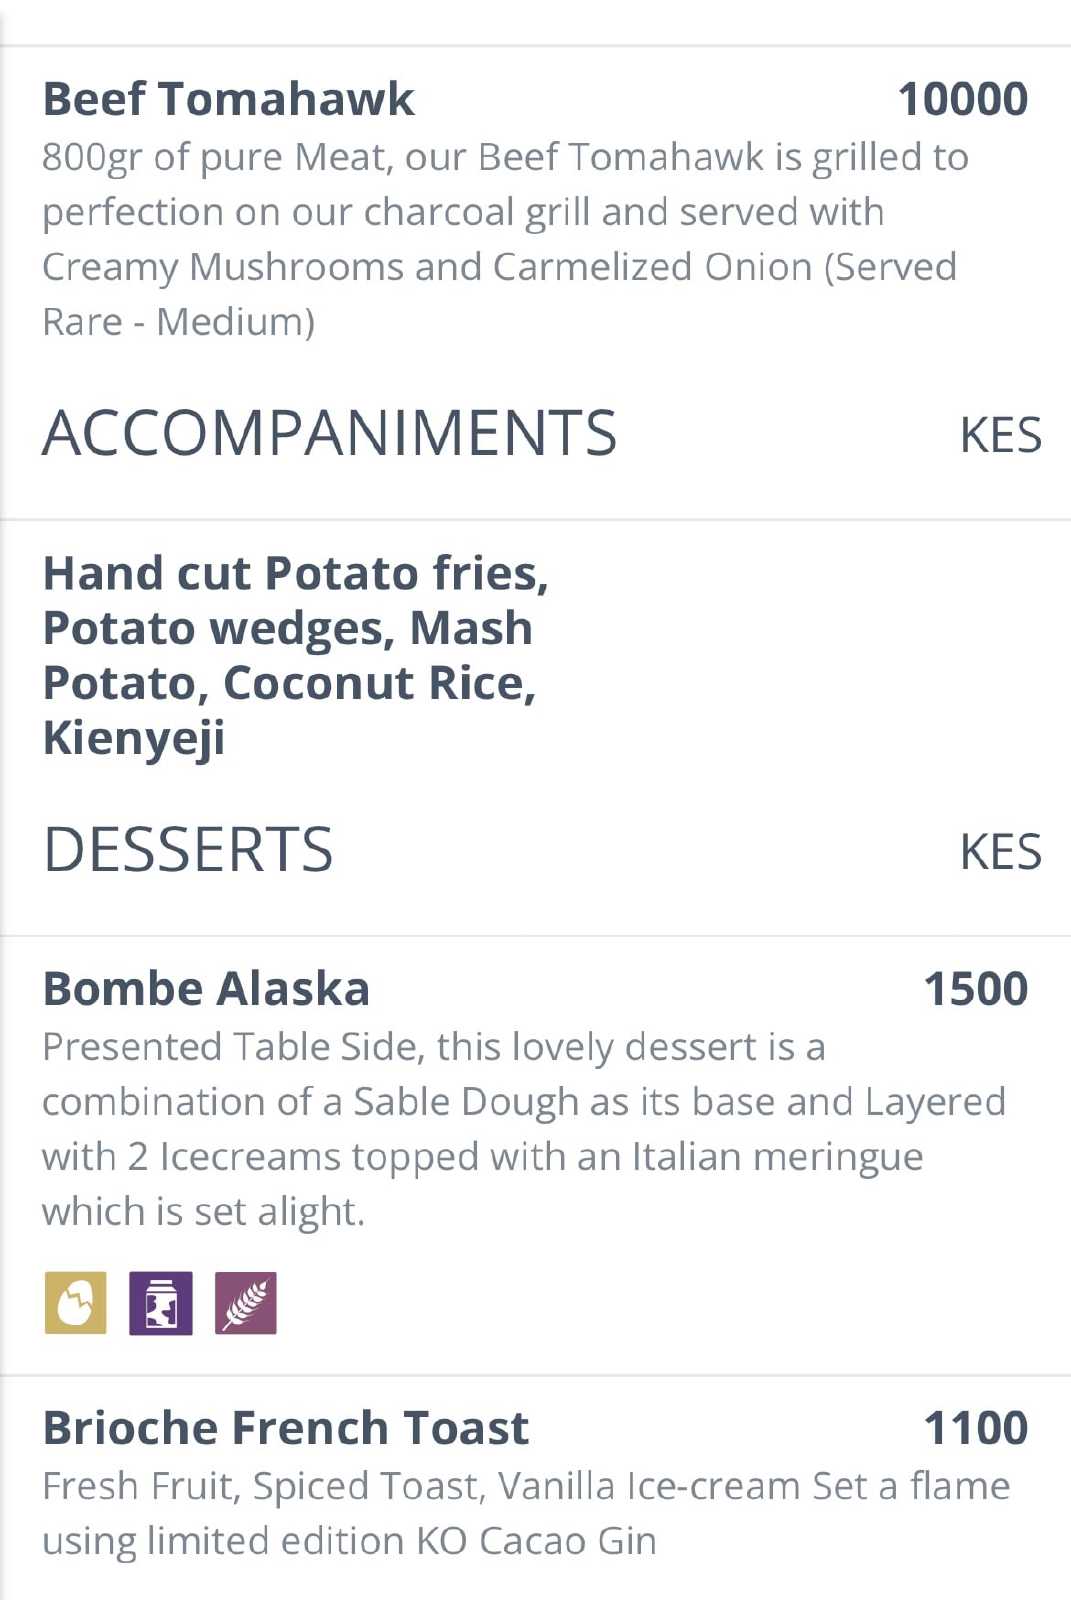 Beef Tomahawk 10000
800gr of pure Meat, our Beef Tomahawk is grilled to
perfection on our charcoal grill and served with
Creamy Mushrooms and Carmelized Onion (Served
Rare - Medium)
ACCOMPANIMENTS KES
Hand cut Potato fries,
Potato wedges, Mash
Potato, Coconut Rice,
Kienyeji
DESSERTS KES
Bombe Alaska 1500
Presented Table Side, this lovely dessert is a
combination of a Sable Dough as its base and Layered
with 2 Icecreams topped with an Italian meringue
which is set alight.
Brioche French Toast 1100
Fresh Fruit, Spiced Toast, Vanilla Ice-cream Set a flame
using limited edition KO Cacao Gin